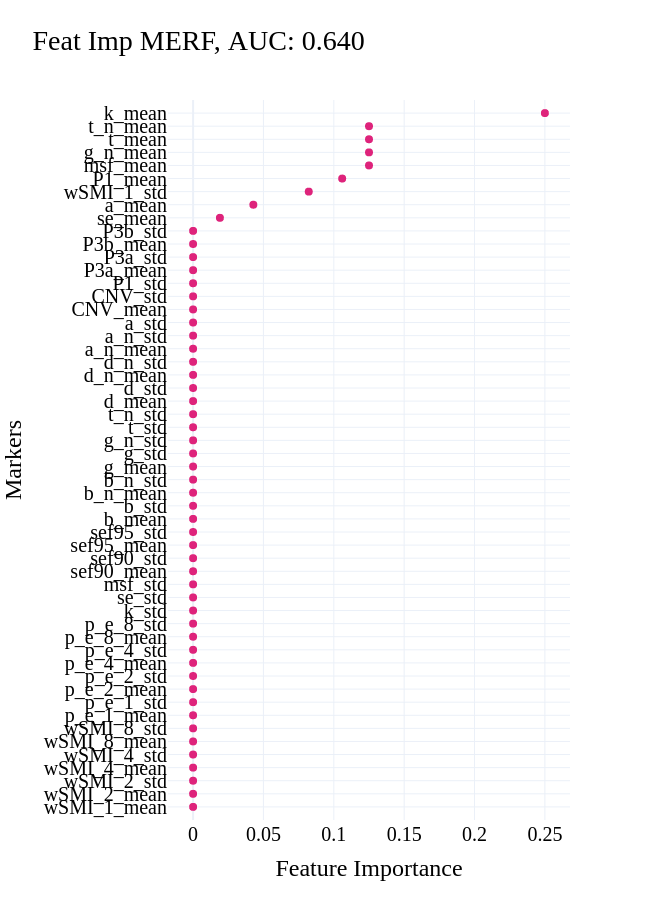 Feat Imp MERF, AUC: 0.640
k_mean
t_n_mean
t_mean
g_n_mean
msf_mean
P1_mean
wSMI_1_std
a_mean
se_mean
P3b_std
P3b_mean
P3a_std
P3a_mean
P1_std
CNV_std
CNV_mean
a_std
a_n_std
a_n_mean
d_n_std
d_n_mean
d_std
d_mean
t_n_std
t_std
g_n_std
g_std
g_mean
b_n_std
b_n_mean
b_std
b_mean
sef95_std
sef95_mean
sef90_std
sef90_mean
msf_std
se_std
k_std
p_e_8_std
p_e_8_mean
p_e_4_std
p_e_4_mean
p_e_2_std
p_e_2_mean
p_e_1_std
p_e_1_mean
wSMI_8_std
wSMI_8_mean
wSMI_4_std
wSMI_4_mean
wSMI_2_std
wSMI_2_mean
wSMI_1_mean
Markers
0 0.05 0.1 0.15 0.2 0.25
Feature Importance